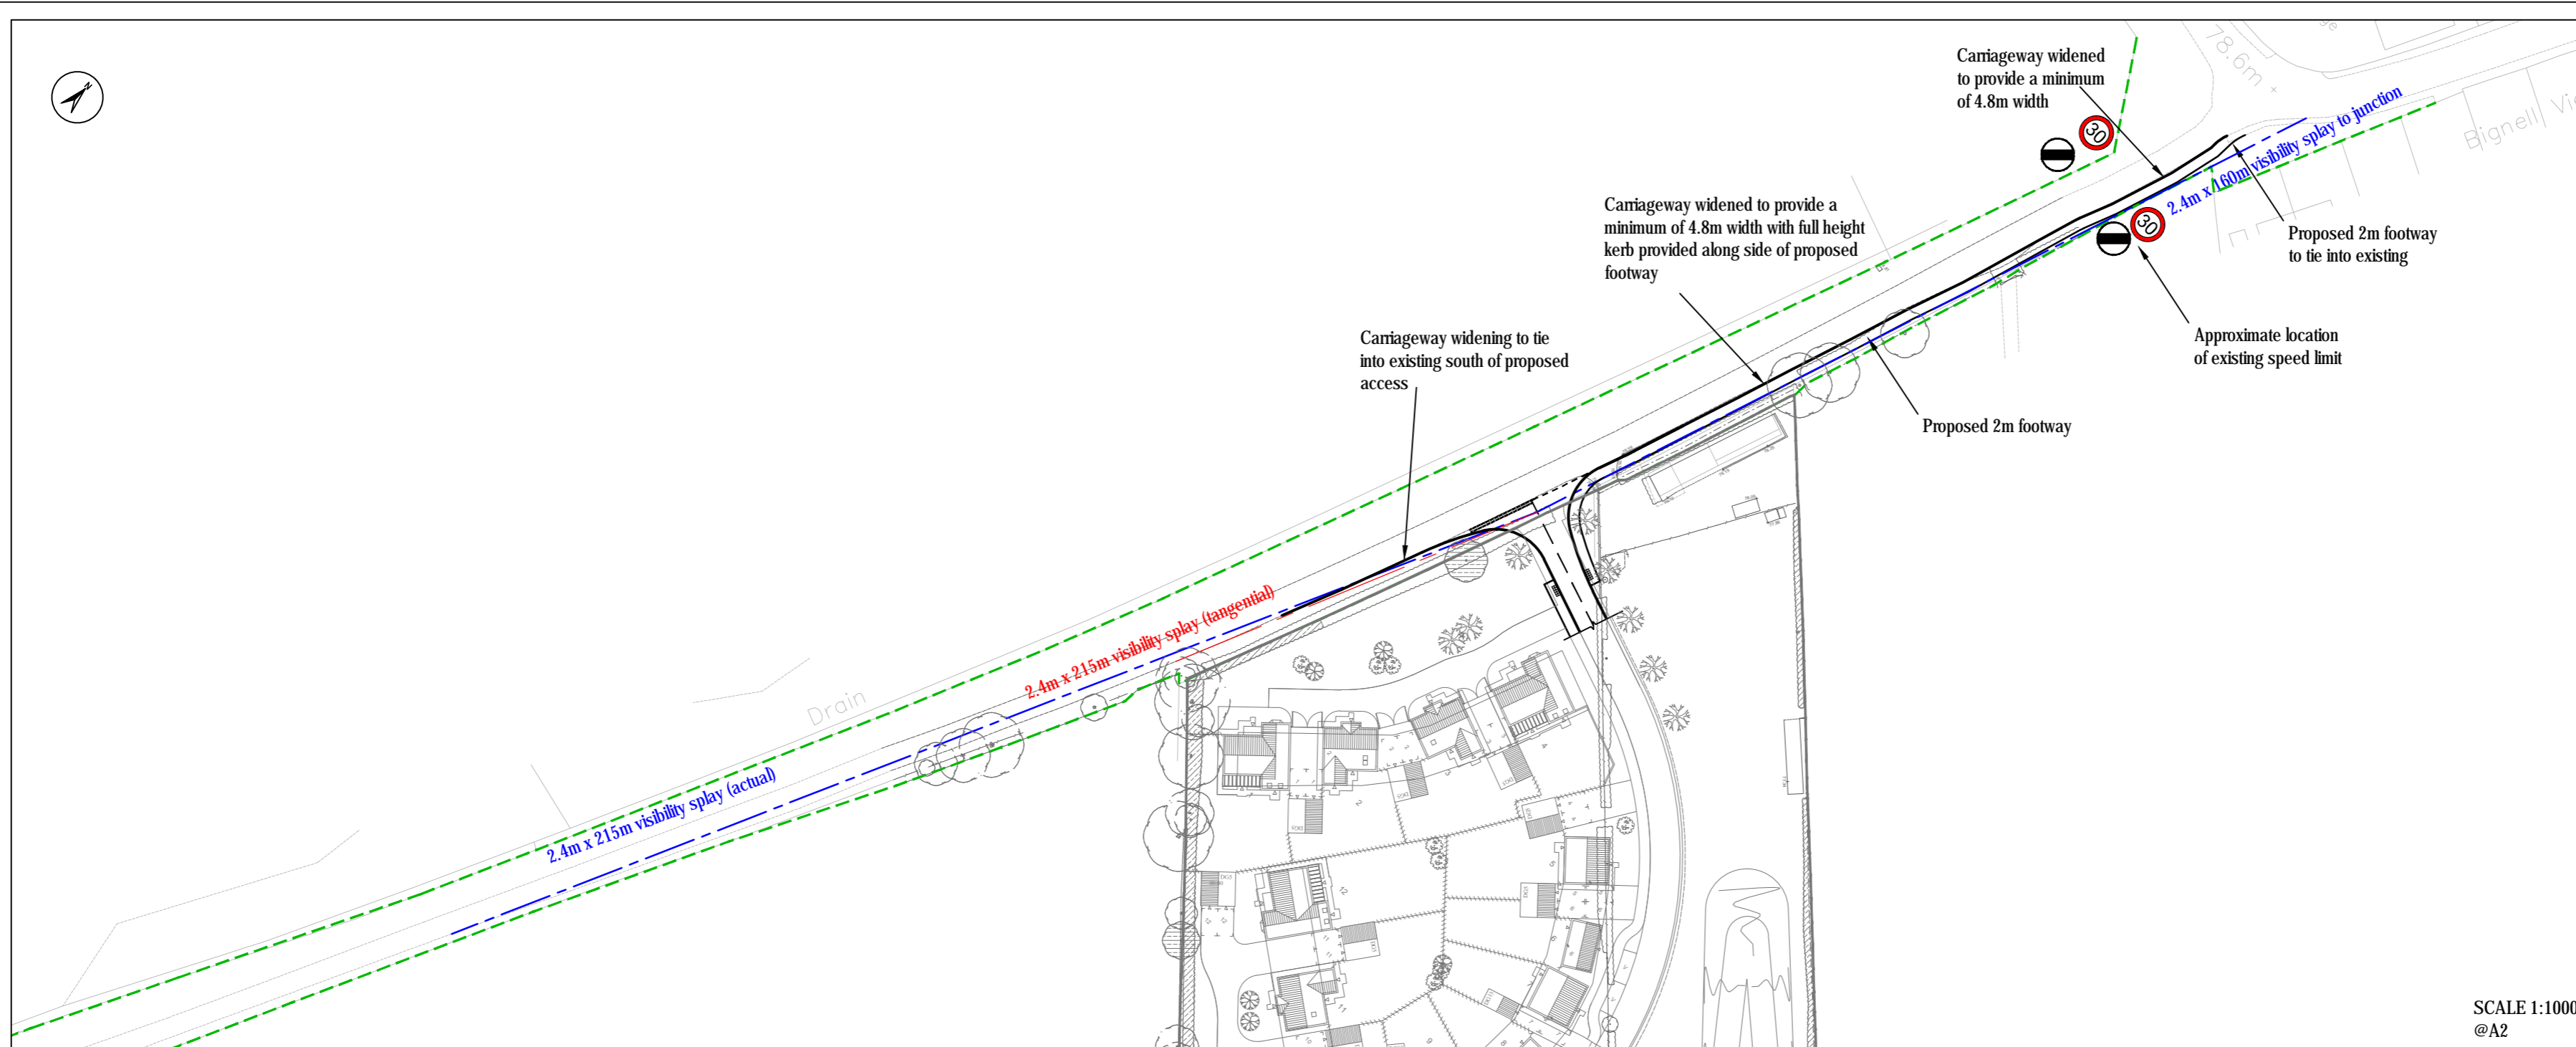 Carriageway widened
to provide a minimum
of 4.8m width
78.6m
30
2.4m x 160m visibility splay to junction
Bignell
Carriageway widened to provide a
minimum of 4.8m width with full height
kerb provided along side of proposed
footway
30
Proposed 2m footway
to tie into existing
Carriageway widening to tie
into existing south of proposed
access
Approximate location
of existing speed limit
Proposed 2m footway
2.4m x 215m visibility splay (tangential)
Drain
2.4m x 215m visibility splay (actual)
SCALE 1:1000
@A2